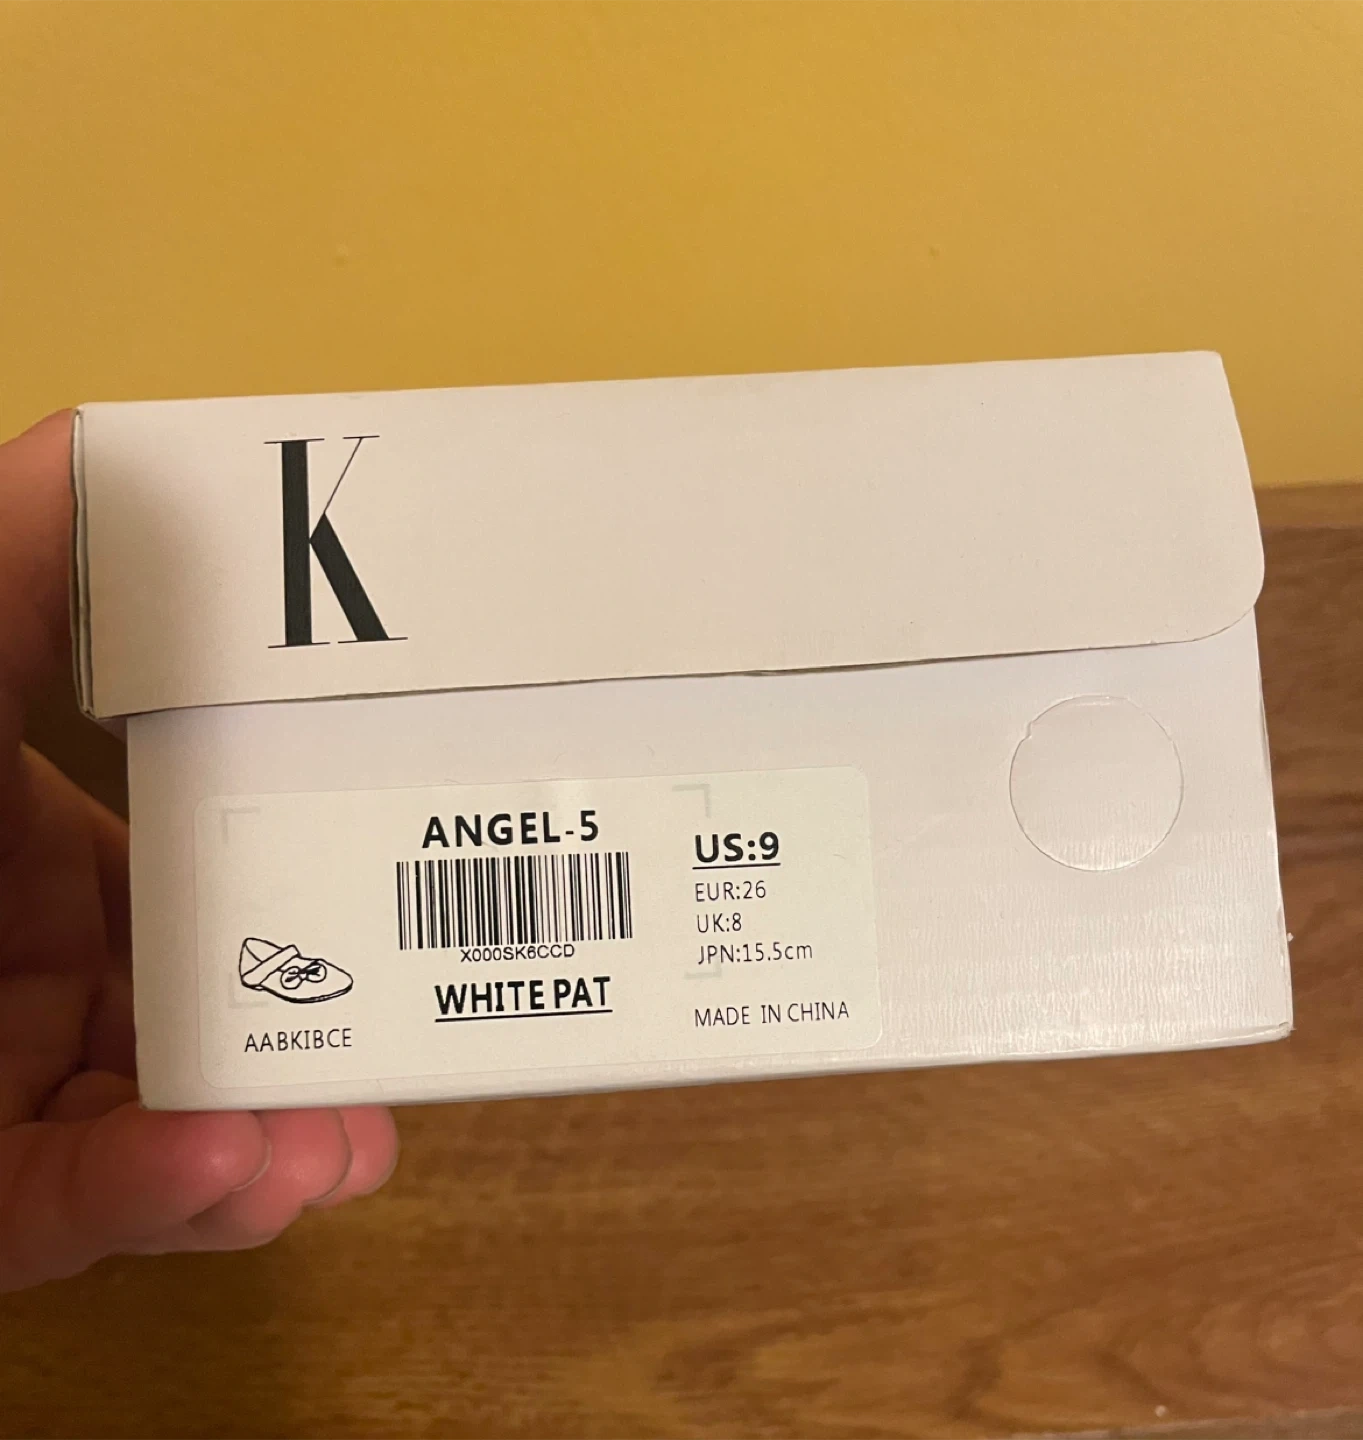 K
ANGEL-5
X000SK6CCD
WHITE PAT
AABKIBCE
US:9
EUR:26
UK:8
JPN:15.5cm
MADE IN CHINA